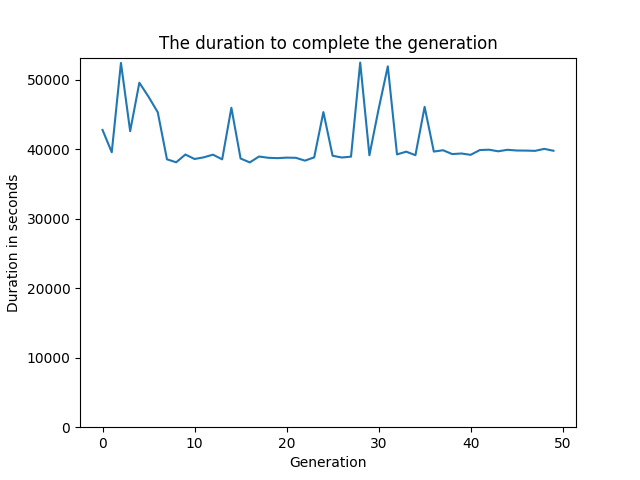 The duration to complete the generation
50000
40000
30000
20000
10000
0
Duration in seconds
0 10 20 30 40 50
Generation